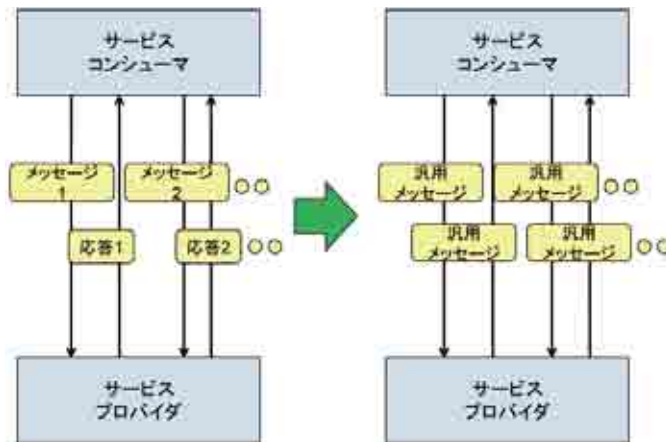 サービス
コンシューマ
メッセージ
1
メッセージ
2
応答1
応答2
サービス
プロバイダ
サービス
コンシューマ
汎用
メッセージ
汎用
メッセージ
汎用
メッセージ
汎用
メッセージ
サービス
プロバイダ